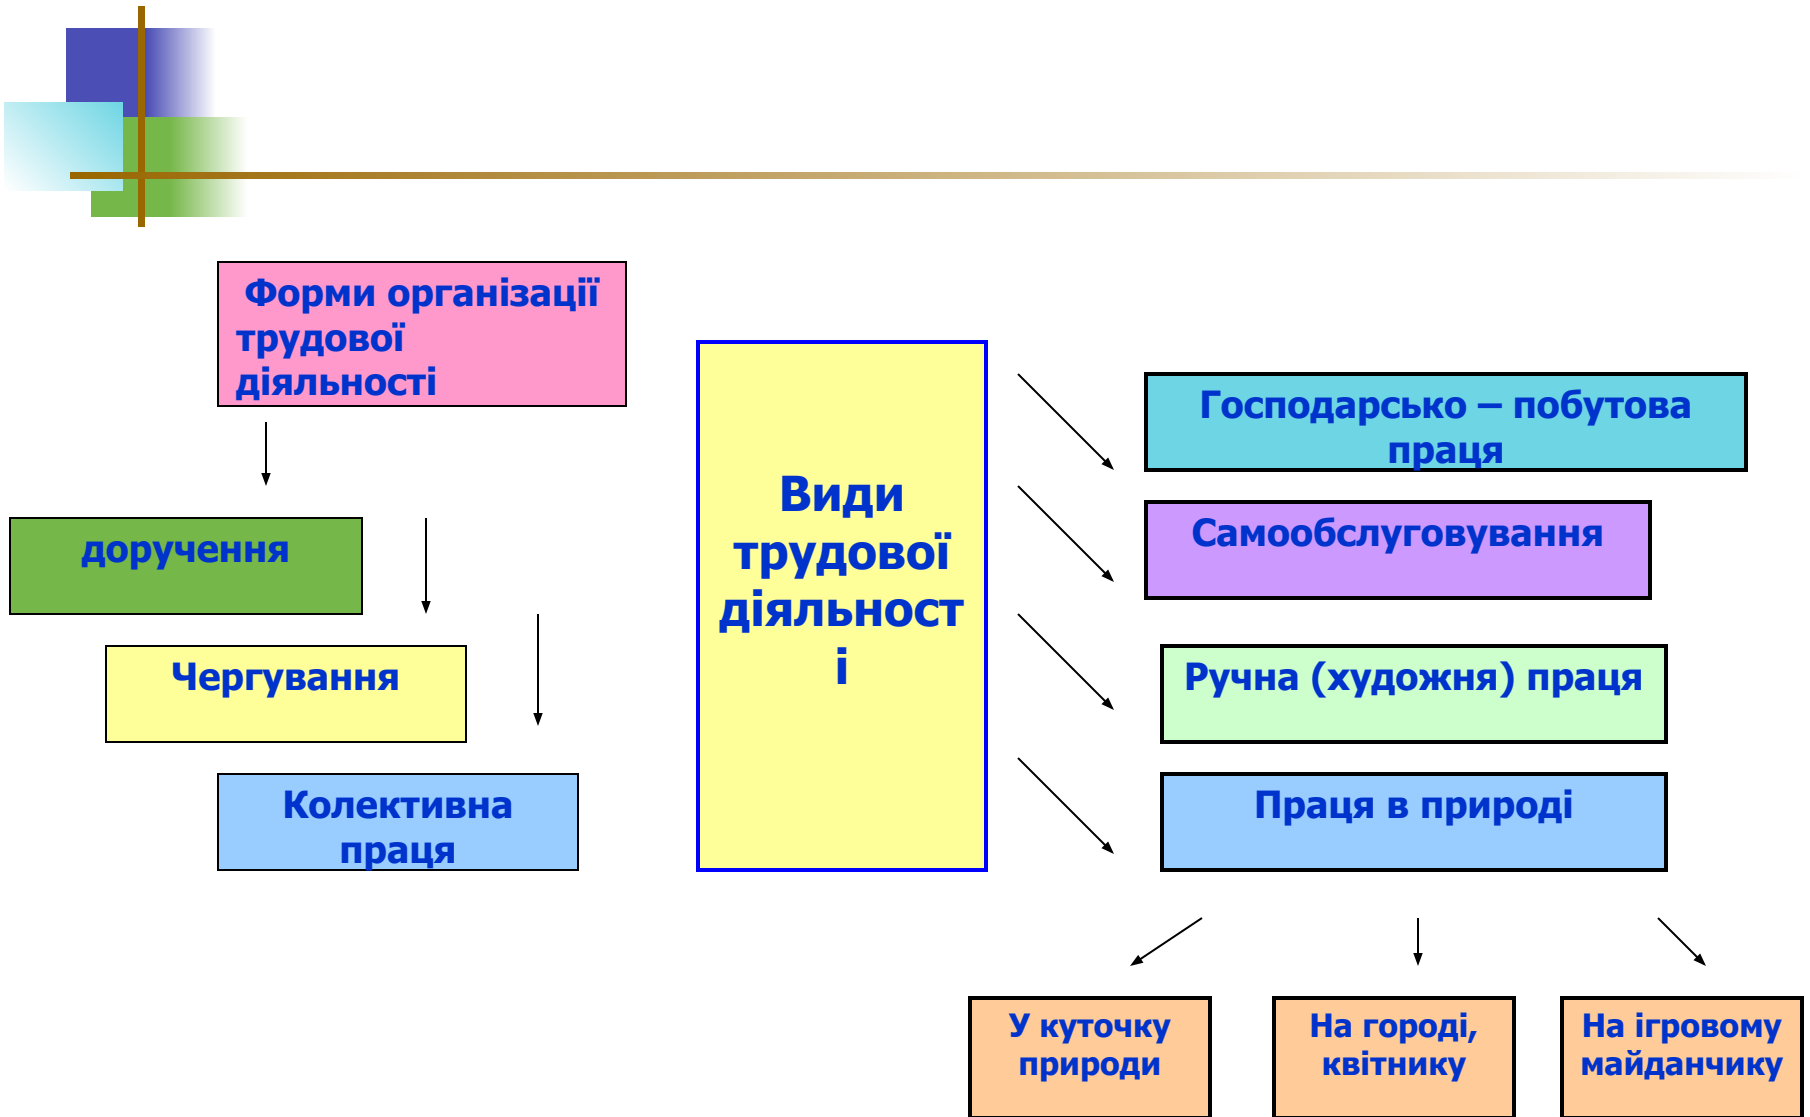 Форми організації
трудової
діяльності
доручення
Чергування
Колективна
праця
Види
трудової
діяльност
і
Господарсько – побутова
праця
Самообслуговування
Ручна (художня) праця
Праця в природі
У куточку
природи
На городі,
квітнику
На ігровому
майданчику